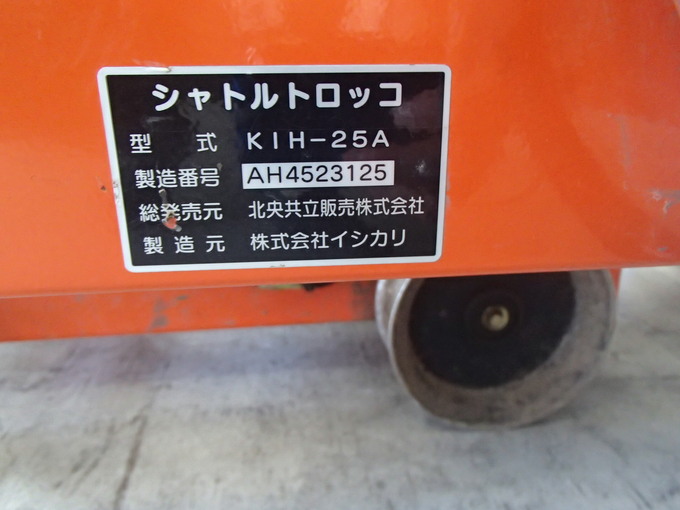 シャトルトロッコ
型式 KIH-25A
製造番号 AH4523125
総発売元 北央共立販売株式会社
製造元 株式会社イシカリ